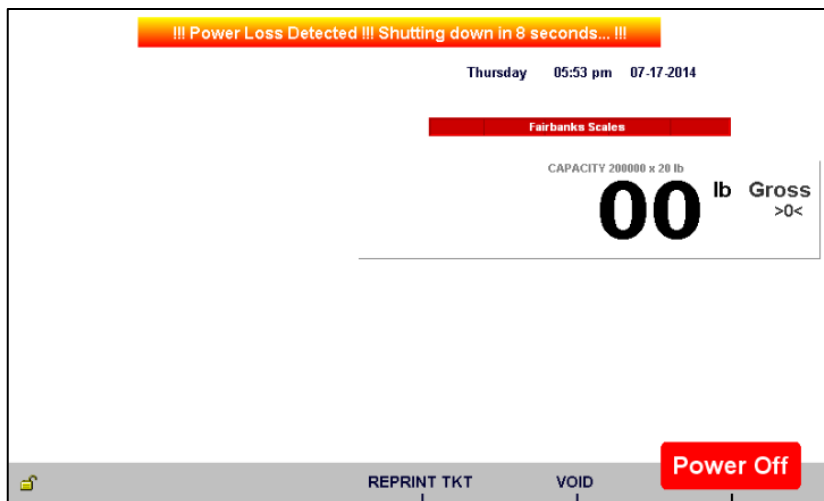 !!! Power Loss Detected !!! Shutting down in 8 seconds... !!!
Thursday 05:53 pm 07-17-2014
Fairbanks Scales
CAPACITY 200000 x 20 lb
00 lb Gross
>0<
REPRINT TKT VOID Power Off